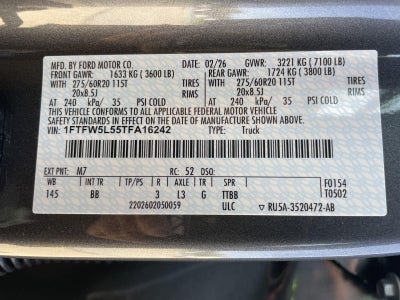 MFD. BY FORD MOTOR CO. 02/26 GVWR: 3221 KG ( 7100 LB)
FRONT GAWR: 1633 KG ( 3600 LB) REAR GAWR: 1724 KG ( 3800 LB)
WITH 275/60R20 115T TIRES WITH 275/60R20 115T TIRES
20x8.5J RIMS 20x8.5J RIMS
AT 240 kPa/ 35 PSI COLD AT 240 kPa/ 35 PSI COLD
THIS VEHICLE CONFORMS TO ALL APPLICABLE FEDERAL MOTOR VEHICLE
SAFETY STANDARDS IN EFFECT ON THE DATE OF MANUFACTURE SHOWN ABOVE
VIN: 1FTFW5L55TFA16242 TYPE: Truck
EXT PNT: M7 RC: 52 DSO:
WB BRK INT TR TP/PS R AXLE TR SPR
145 BB 3 L3 G TTBB
2202602050059 ULC RU5A-3520472-AB
F0154
T0502